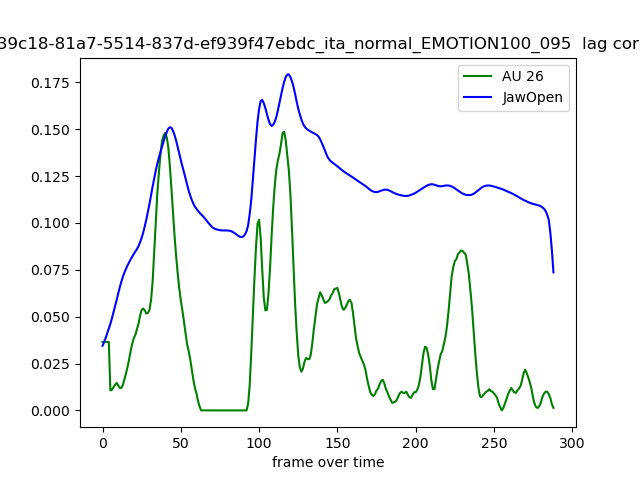 39c18-81a7-5514-837d-ef939f47ebdc_ita_normal_EMOTION100_095 lag cor
AU 26
JawOpen
0.175
0.150
0.125
0.100
0.075
0.050
0.025
0.000
0 50 100 150 200 250 300
frame over time